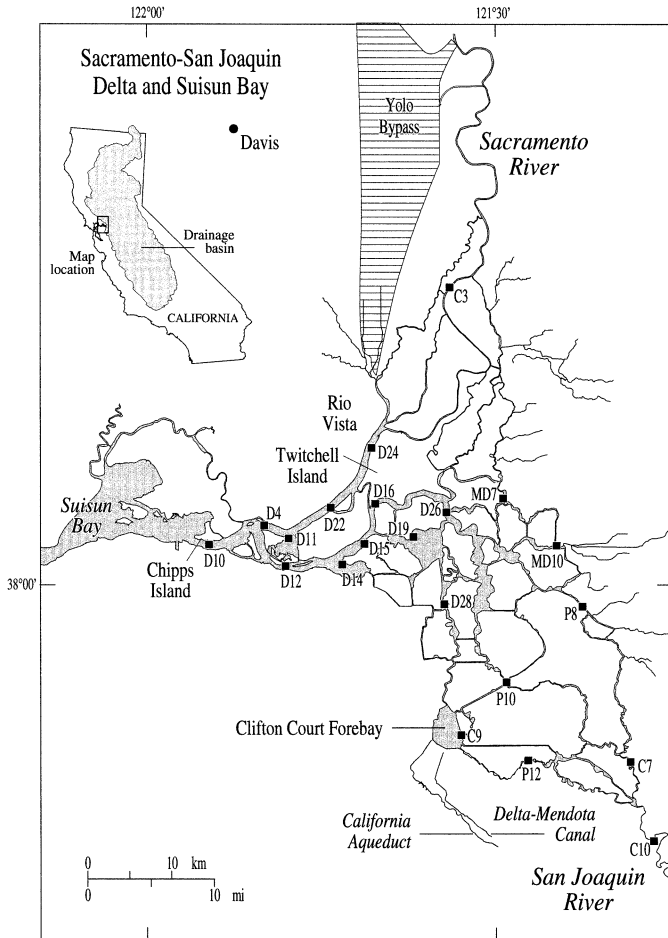 122°00'
121°30'
Sacramento-San Joaquin
Delta and Suisun Bay
Davis
Yolo
Bypass
Sacramento
River
Drainage
basin
Map
location
CALIFORNIA
C3
Rio
Vista
Twitchell
Island
D24
D16
MD7
Suisun
Bay
D4
D22
D26
D11
D19
D10
D15
MD10
Chipps
Island
D12
D14
38°00'
D28
P8
P10
Clifton Court Forebay
C9
P12
C7
California
Aqueduct
Delta-Mendota
Canal
C10
0 10 km
0 10 mi
San Joaquin
River